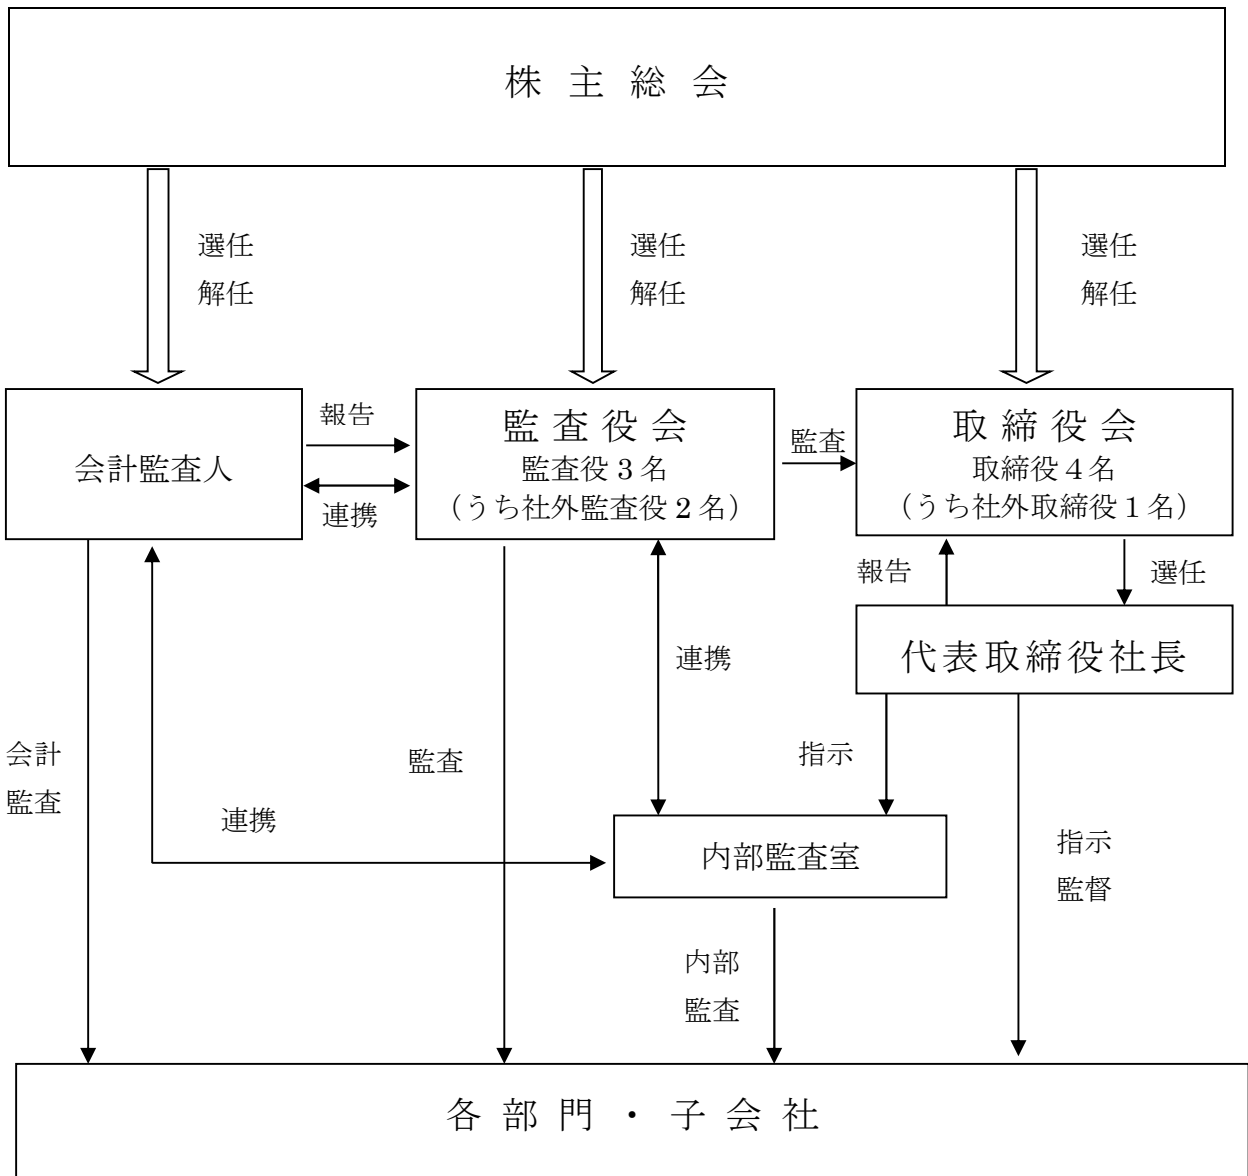 株主総会
選任
解任
選任
解任
選任
解任
会計監査人
報告
連携
監査役会
監査役3名
（うち社外監査役2名）
監査
取締役会
取締役4名
（うち社外取締役1名）
報告
選任
代表取締役社長
会計
監査
連携
監査
連携
指示
内部監査室
指示
監督
内部
監査
各部門・子会社